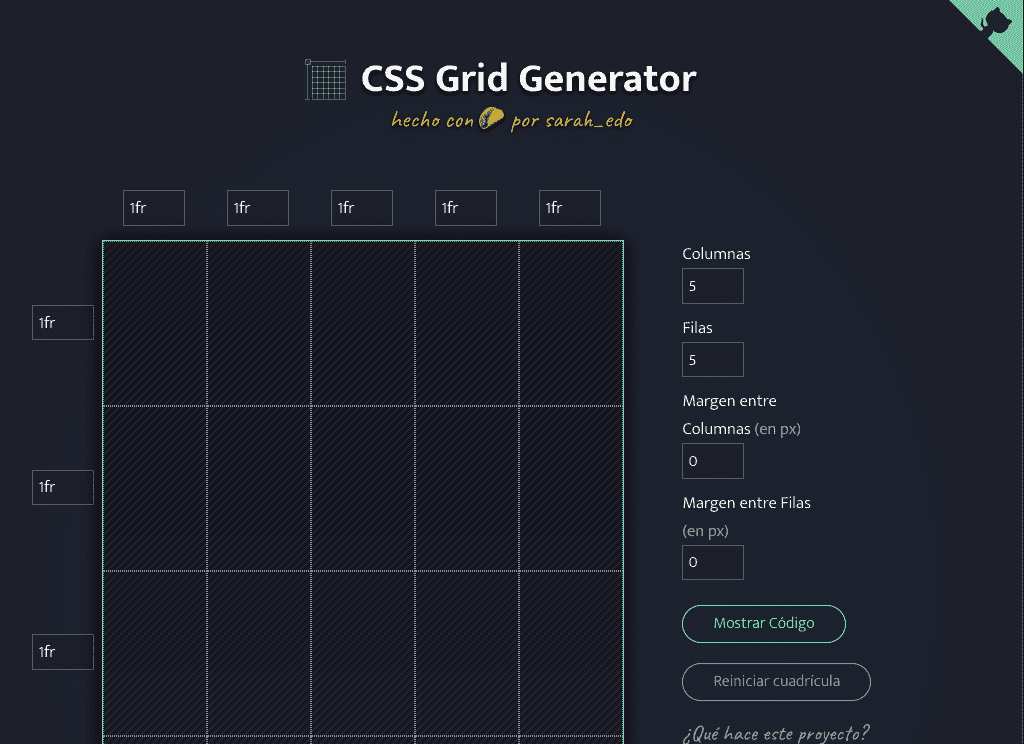 CSS Grid Generator
hecho con 🌮 por sarah_edo
1fr 1fr 1fr 1fr 1fr
Columnas
5
1fr
Filas
5
Margen entre
Columnas (en px)
0
1fr
Margen entre Filas
(en px)
0
Mostrar Código
1fr
Reiniciar cuadrícula
¿Qué hace este proyecto?